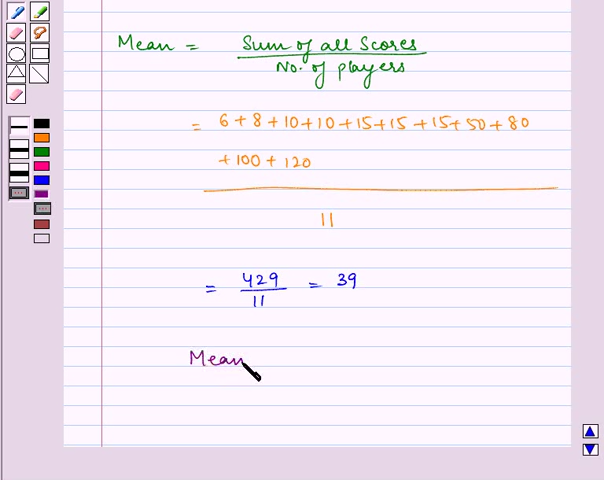 Mean = Sum of all Scores
No. of players
= 6 + 8 + 10 + 10 + 15 + 15 + 15 + 50 + 80
+ 100 + 120
11
= 429 = 39
11
Mean